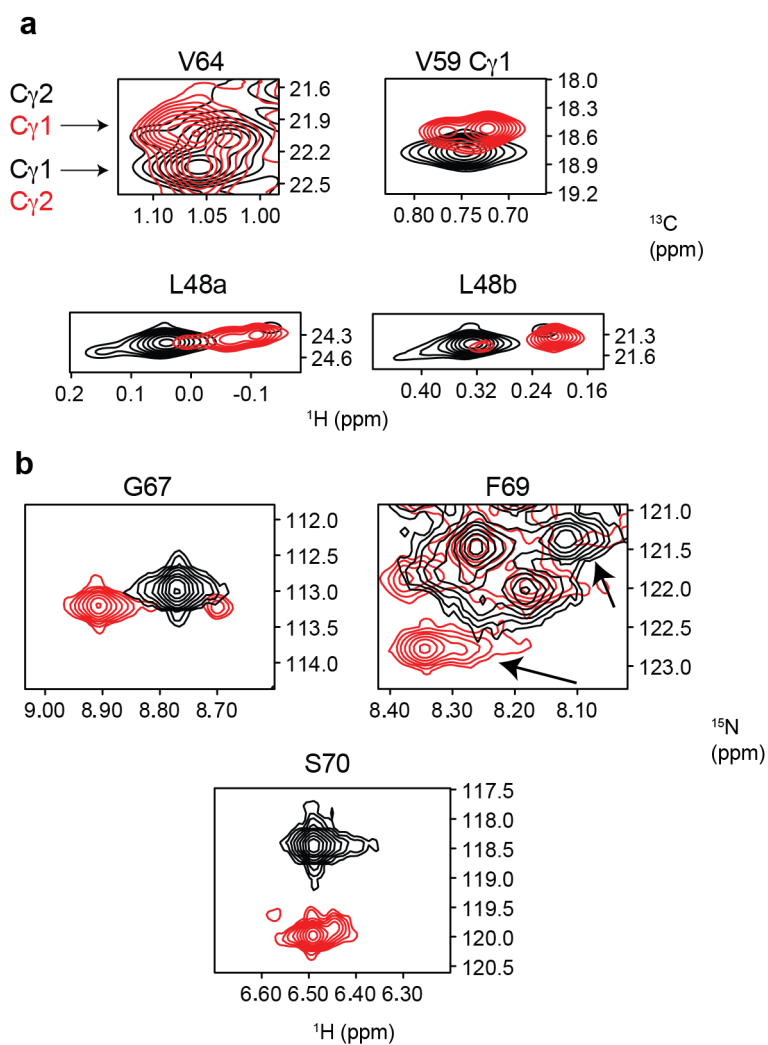 a
V64
V59 Cγ1
Cγ2
Cγ1
Cγ1
Cγ2
21.6
21.9
22.2
22.5
1.10 1.05 1.00
18.0
18.3
18.6
18.9
19.2
0.80 0.75 0.70
13C
(ppm)
L48a
L48b
24.3
24.6
0.2 0.1 0.0 -0.1
21.3
21.6
0.40 0.32 0.24 0.16
1H (ppm)
b
G67
F69
112.0
112.5
113.0
113.5
114.0
9.00 8.90 8.80 8.70
121.0
121.5
122.0
122.5
123.0
8.40 8.30 8.20 8.10
15N
(ppm)
S70
117.5
118.0
118.5
119.0
119.5
120.0
120.5
6.60 6.50 6.40 6.30
1H (ppm)